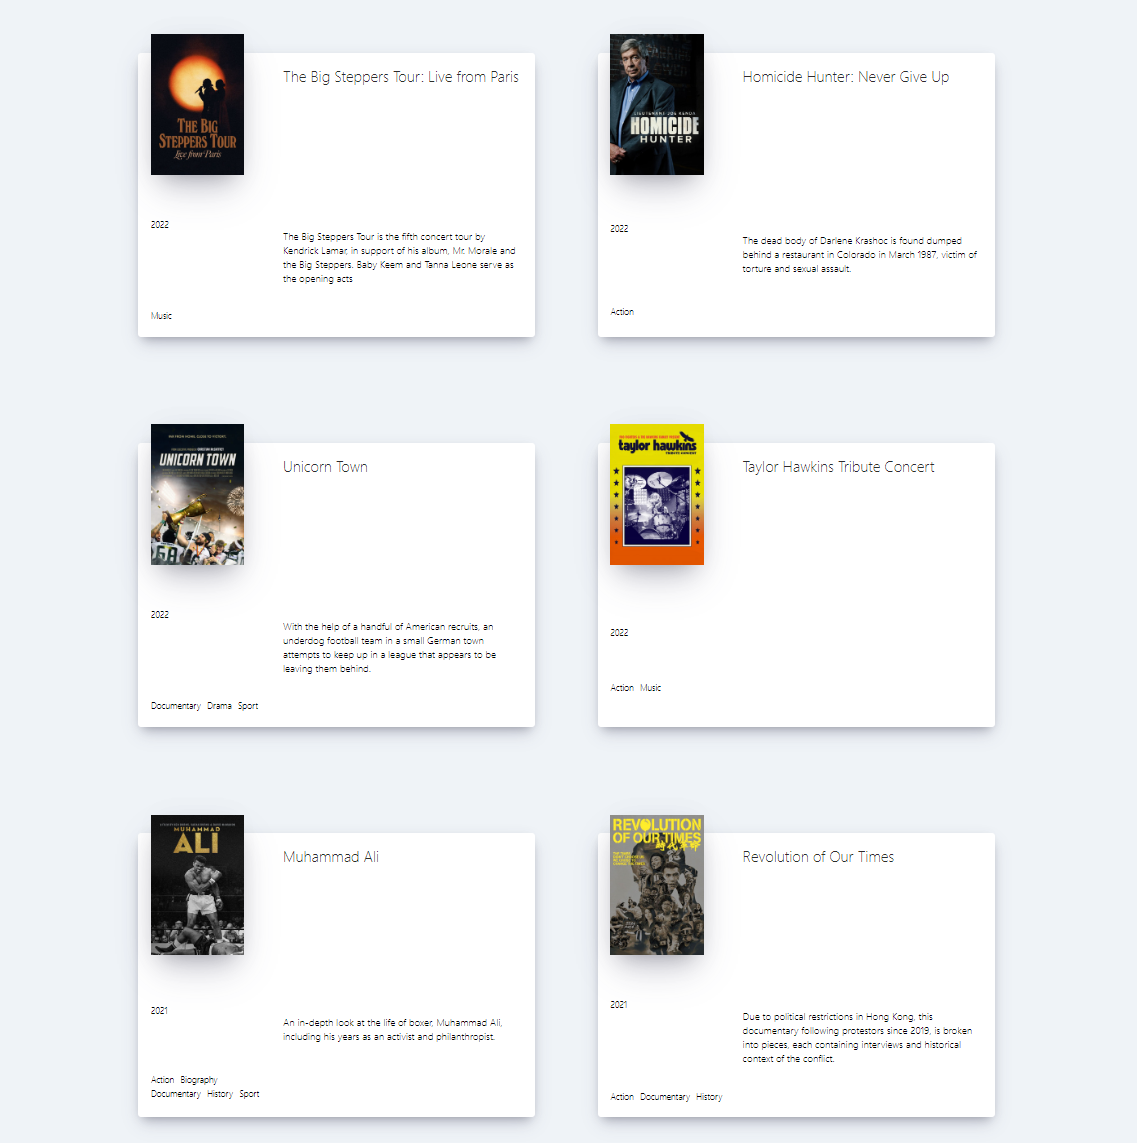 The Big Steppers Tour: Live from Paris
THE BIG
STEPPERS TOUR
Live from Paris
2022
The Big Steppers Tour is the fifth concert tour by
Kendrick Lamar, in support of his album, Mr. Morale and
the Big Steppers. Baby Keem and Tanna Leone serve as
the opening acts
Music
Homicide Hunter: Never Give Up
LIEUTENANT JOE KENDA
HOMICIDE
HUNTER
2022
The dead body of Darlene Krashoc is found dumped
behind a restaurant in Colorado in March 1987, victim of
torture and sexual assault.
Action
Unicorn Town
UNICORN TOWN
68
2022
With the help of a handful of American recruits, an
underdog football team in a small German town
attempts to keep up in a league that appears to be
leaving them behind.
Documentary Drama Sport
Taylor Hawkins Tribute Concert
taylor hawkins
TRIBUTE CONCERT
2022
Action Music
Muhammad Ali
MUHAMMAD
ALI
2021
An in-depth look at the life of boxer, Muhammad Ali,
including his years as an activist and philanthropist.
Action Biography
Documentary History Sport
Revolution of Our Times
REVOLUTION
OF OUR TIMES
時代革命
2021
Due to political restrictions in Hong Kong, this
documentary following protestors since 2019, is broken
into pieces, each containing interviews and historical
context of the conflict.
Action Documentary History